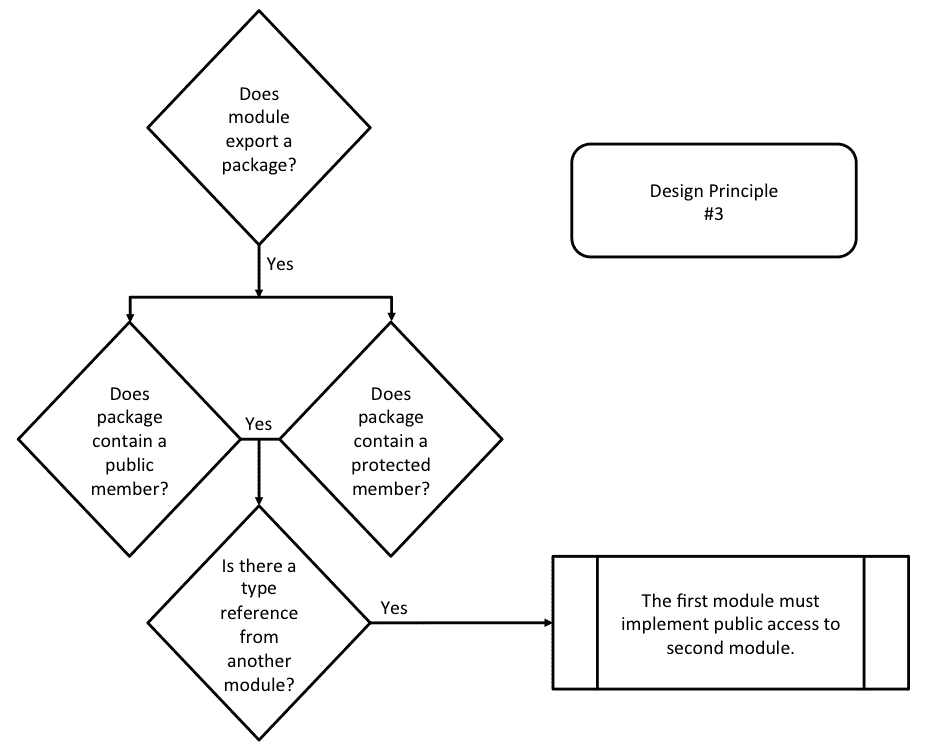 Does
module
export a
package?
Design Principle
#3
Yes
Does
package
contain a
public
member?
Yes
Does
package
contain a
protected
member?
Is there a
type
reference
from
another
module?
Yes
The first module must
implement public access to
second module.